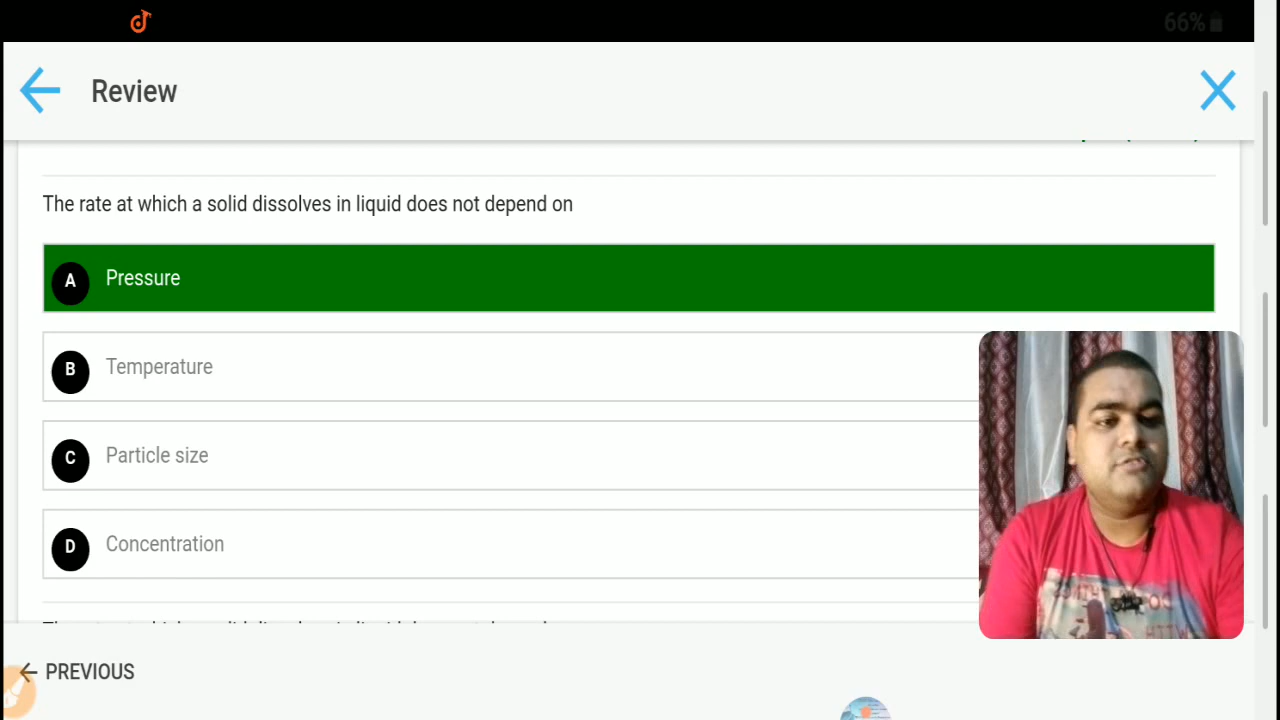 66%
Review
The rate at which a solid dissolves in liquid does not depend on
A Pressure
B Temperature
C Particle size
D Concentration
← PREVIOUS